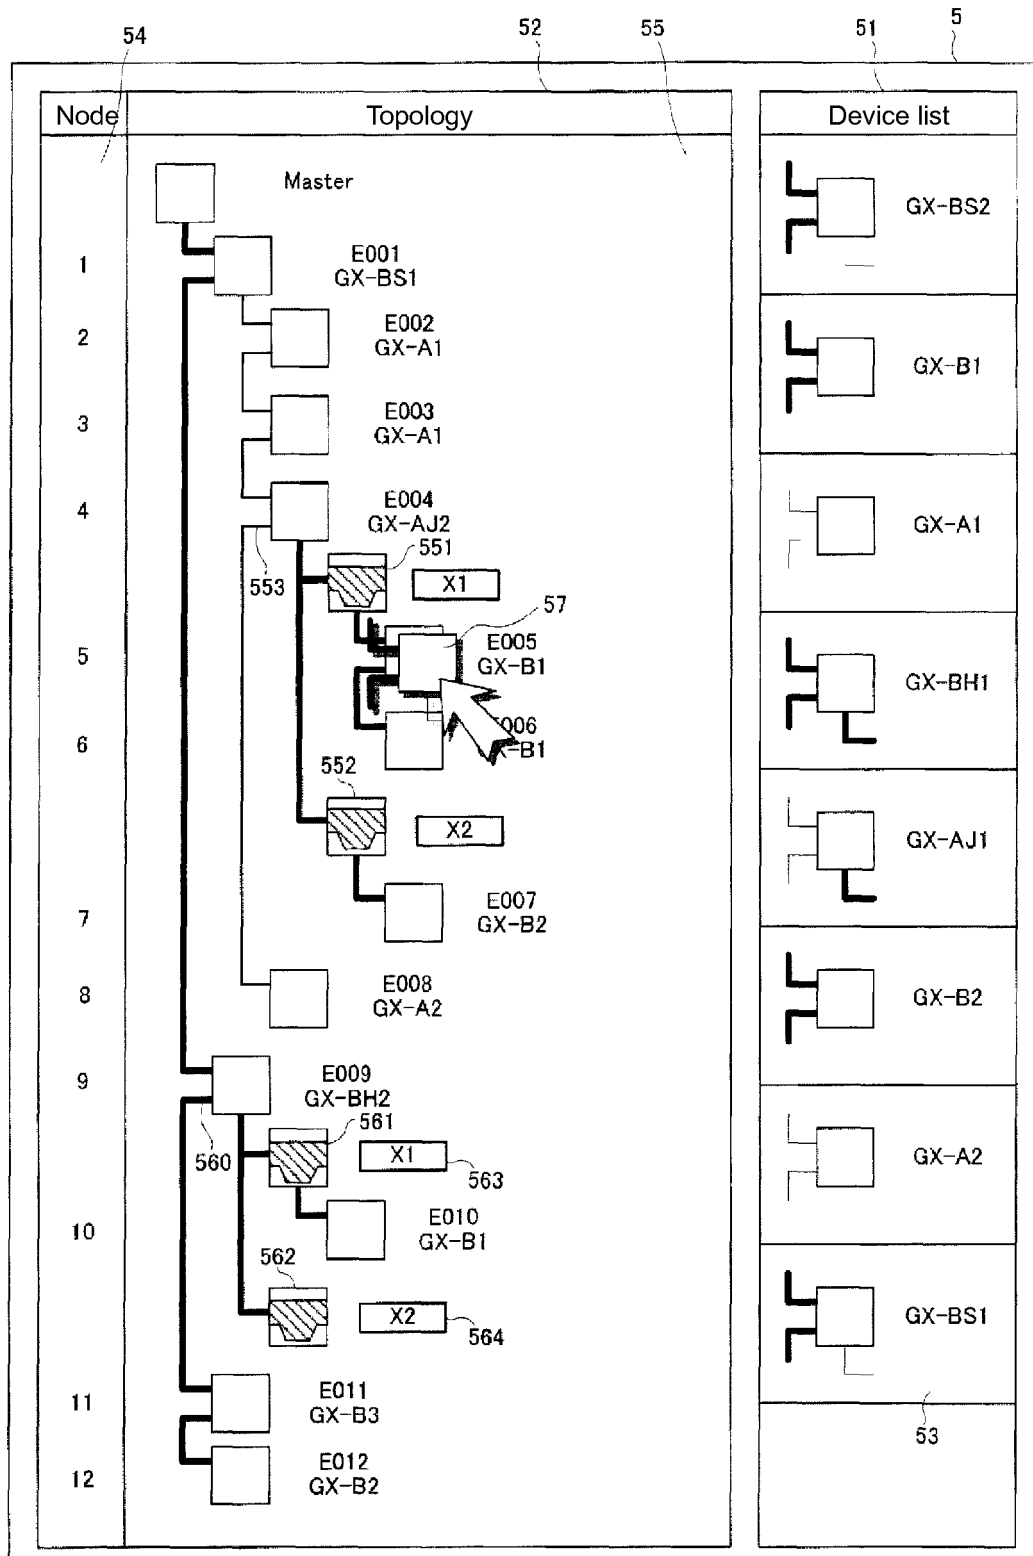 54
52
55
5
51
Node
Topology
Device list
Master
1
E001
GX-BS1
2
E002
GX-A1
3
E003
GX-A1
4
E004
GX-AJ2
553
551
X1
57
5
E005
GX-B1
6
006
-B1
552
X2
7
E007
GX-B2
8
E008
GX-A2
9
E009
GX-BH2
560
561
X1
563
10
E010
GX-B1
562
X2
564
11
E011
GX-B3
12
E012
GX-B2
GX-BS2
GX-B1
GX-A1
GX-BH1
GX-AJ1
GX-B2
GX-A2
GX-BS1
53